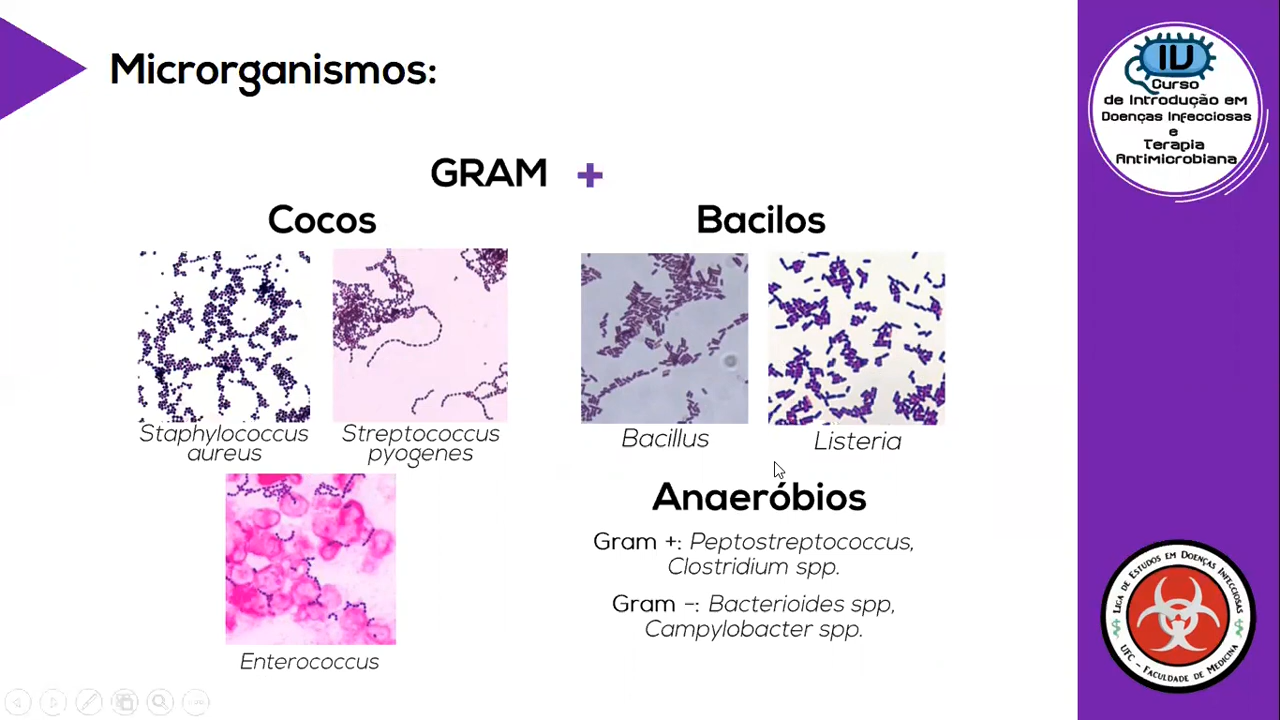 Microrganismos:
GRAM +
Cocos
Staphylococcus
aureus
Streptococcus
pyogenes
Enterococcus
Bacilos
Bacillus
Listeria
Anaeróbios
Gram +: Peptostreptococcus,
Clostridium spp.
Gram -: Bacterioides spp,
Campylobacter spp.
Curso
de Introdução em
Doenças Infecciosas
e
Terapia
Antimicrobiana
LIGA DE ESTUDOS EM DOENÇAS INFECCIOSAS
UFC - FACULDADE DE MEDICINA